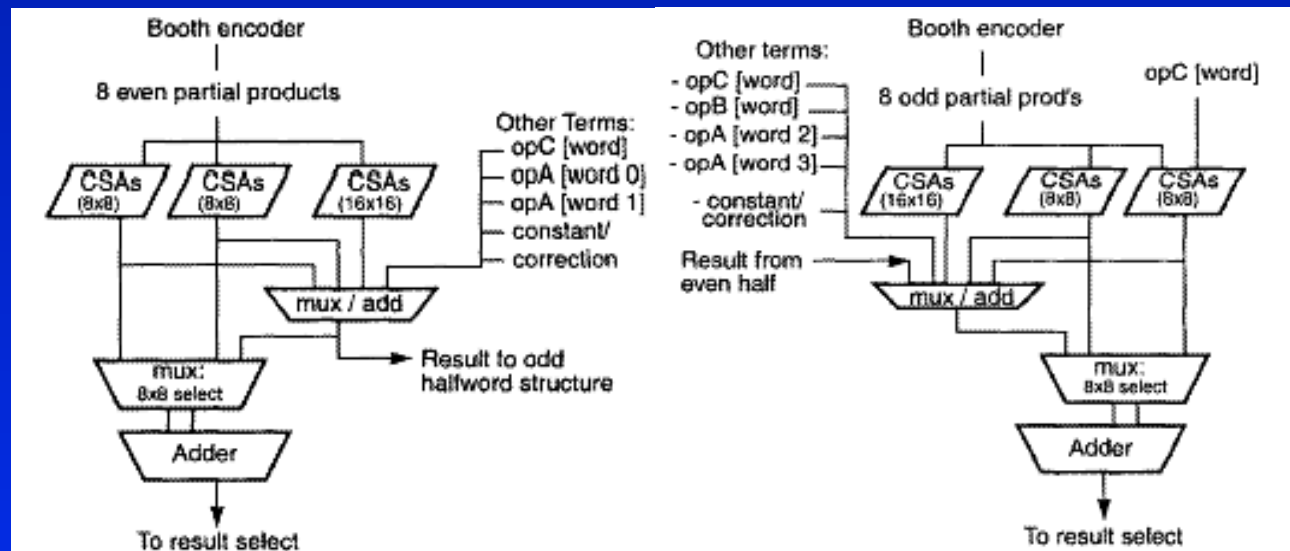 Booth encoder
8 even partial products
Other Terms:
opC [word]
opA [word 0]
opA [word 1]
constant/
correction
CSAs
(8x8)
CSAs
(8x8)
CSAs
(16x16)
mux / add
Result to odd
halfword structure
mux:
8x8 select
Adder
To result select
Booth encoder
Other terms:
- opC [word]
- opB [word]
- opA [word 2]
- opA [word 3]
- constant/
correction
8 odd partial prod's
opC [word]
CSAs
(16x16)
CSAs
(8x8)
CSAs
(8x8)
Result from
even half
mux / add
mux:
8x8 select
Adder
To result select